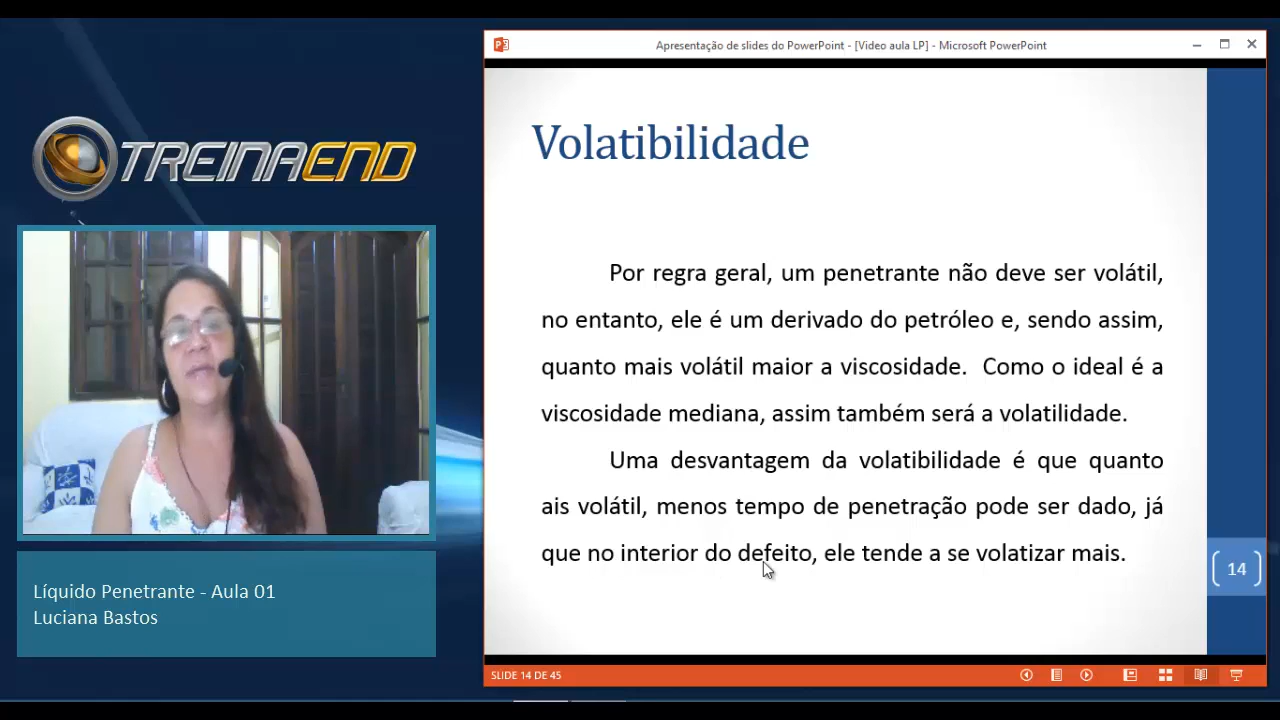 Apresentação de slides do PowerPoint - [Video aula LP] - Microsoft PowerPoint
TREINAEND
Volatibilidade
Por regra geral, um penetrante não deve ser volátil,
no entanto, ele é um derivado do petróleo e, sendo assim,
quanto mais volátil maior a viscosidade. Como o ideal é a
viscosidade mediana, assim também será a volatilidade.
Uma desvantagem da volatibilidade é que quanto
ais volátil, menos tempo de penetração pode ser dado, já
que no interior do defeito, ele tende a se volatizar mais.
14
Líquido Penetrante - Aula 01
Luciana Bastos
SLIDE 14 DE 45